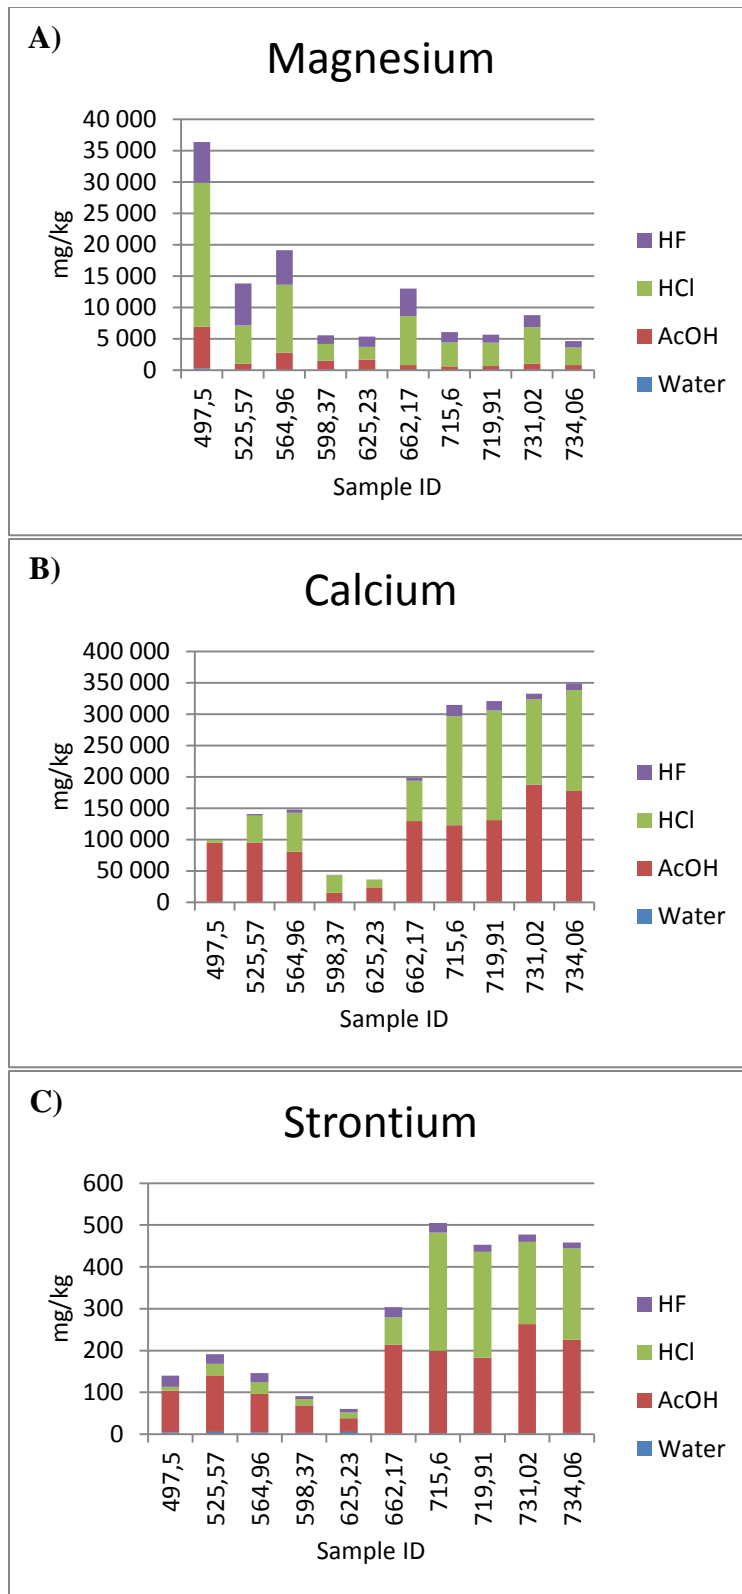 A)
Magnesium
40 000
35 000
30 000
25 000
20 000
15 000
10 000
5 000
0
mg/kg
497,5
525,57
564,96
598,37
625,23
662,17
715,6
719,91
731,02
734,06
Sample ID
HF
HCl
AcOH
Water
B)
Calcium
400 000
350 000
300 000
250 000
200 000
150 000
100 000
50 000
0
mg/kg
497,5
525,57
564,96
598,37
625,23
662,17
715,6
719,91
731,02
734,06
Sample ID
HF
HCl
AcOH
Water
C)
Strontium
600
500
400
300
200
100
0
mg/kg
497,5
525,57
564,96
598,37
625,23
662,17
715,6
719,91
731,02
734,06
Sample ID
HF
HCl
AcOH
Water